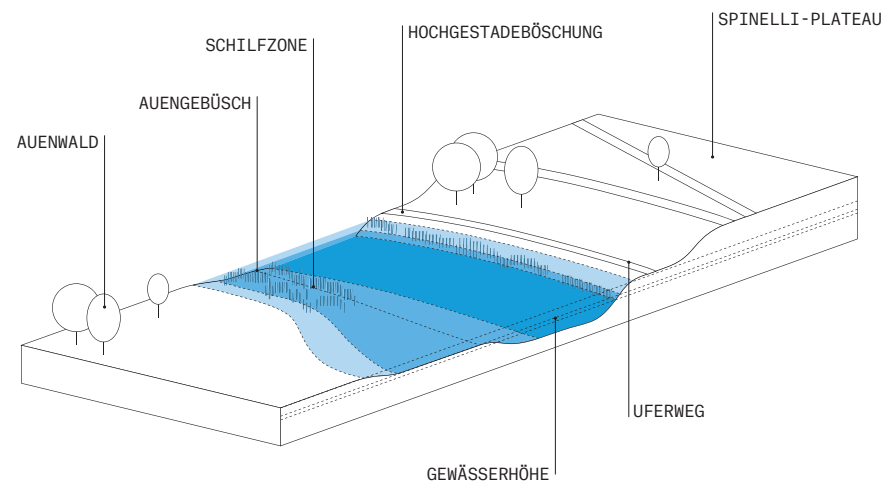 SPINELLI-PLATEAU
HOCHGESTADEBÖSCHUNG
SCHILFZONE
AUENGEBÜSCH
AUENWALD
UFERWEG
GEWÄSSERHÖHE